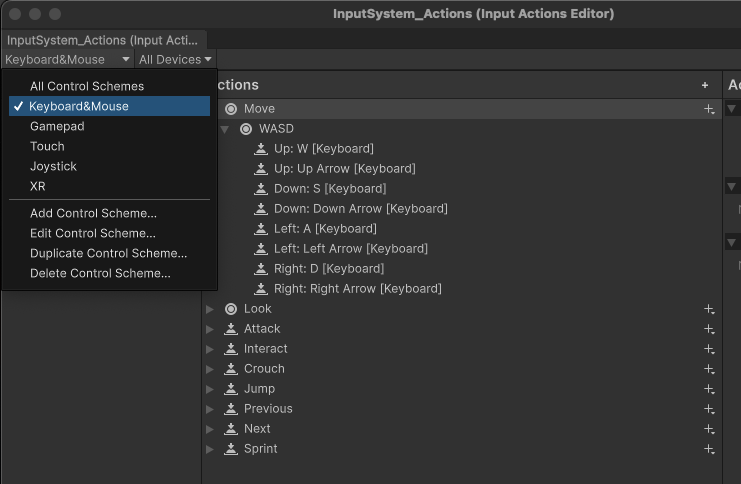 InputSystem_Actions (Input Actions Editor)
InputSystem_Actions (Input Acti...
Keyboard&Mouse All Devices
All Control Schemes
Keyboard&Mouse
Gamepad
Touch
Joystick
XR
Add Control Scheme...
Edit Control Scheme...
Duplicate Control Scheme...
Delete Control Scheme...
ctions +
Move
WASD
Up: W [Keyboard]
Up: Up Arrow [Keyboard]
Down: S [Keyboard]
Down: Down Arrow [Keyboard]
Left: A [Keyboard]
Left: Left Arrow [Keyboard]
Right: D [Keyboard]
Right: Right Arrow [Keyboard]
Look
Attack
Interact
Crouch
Jump
Previous
Next
Sprint